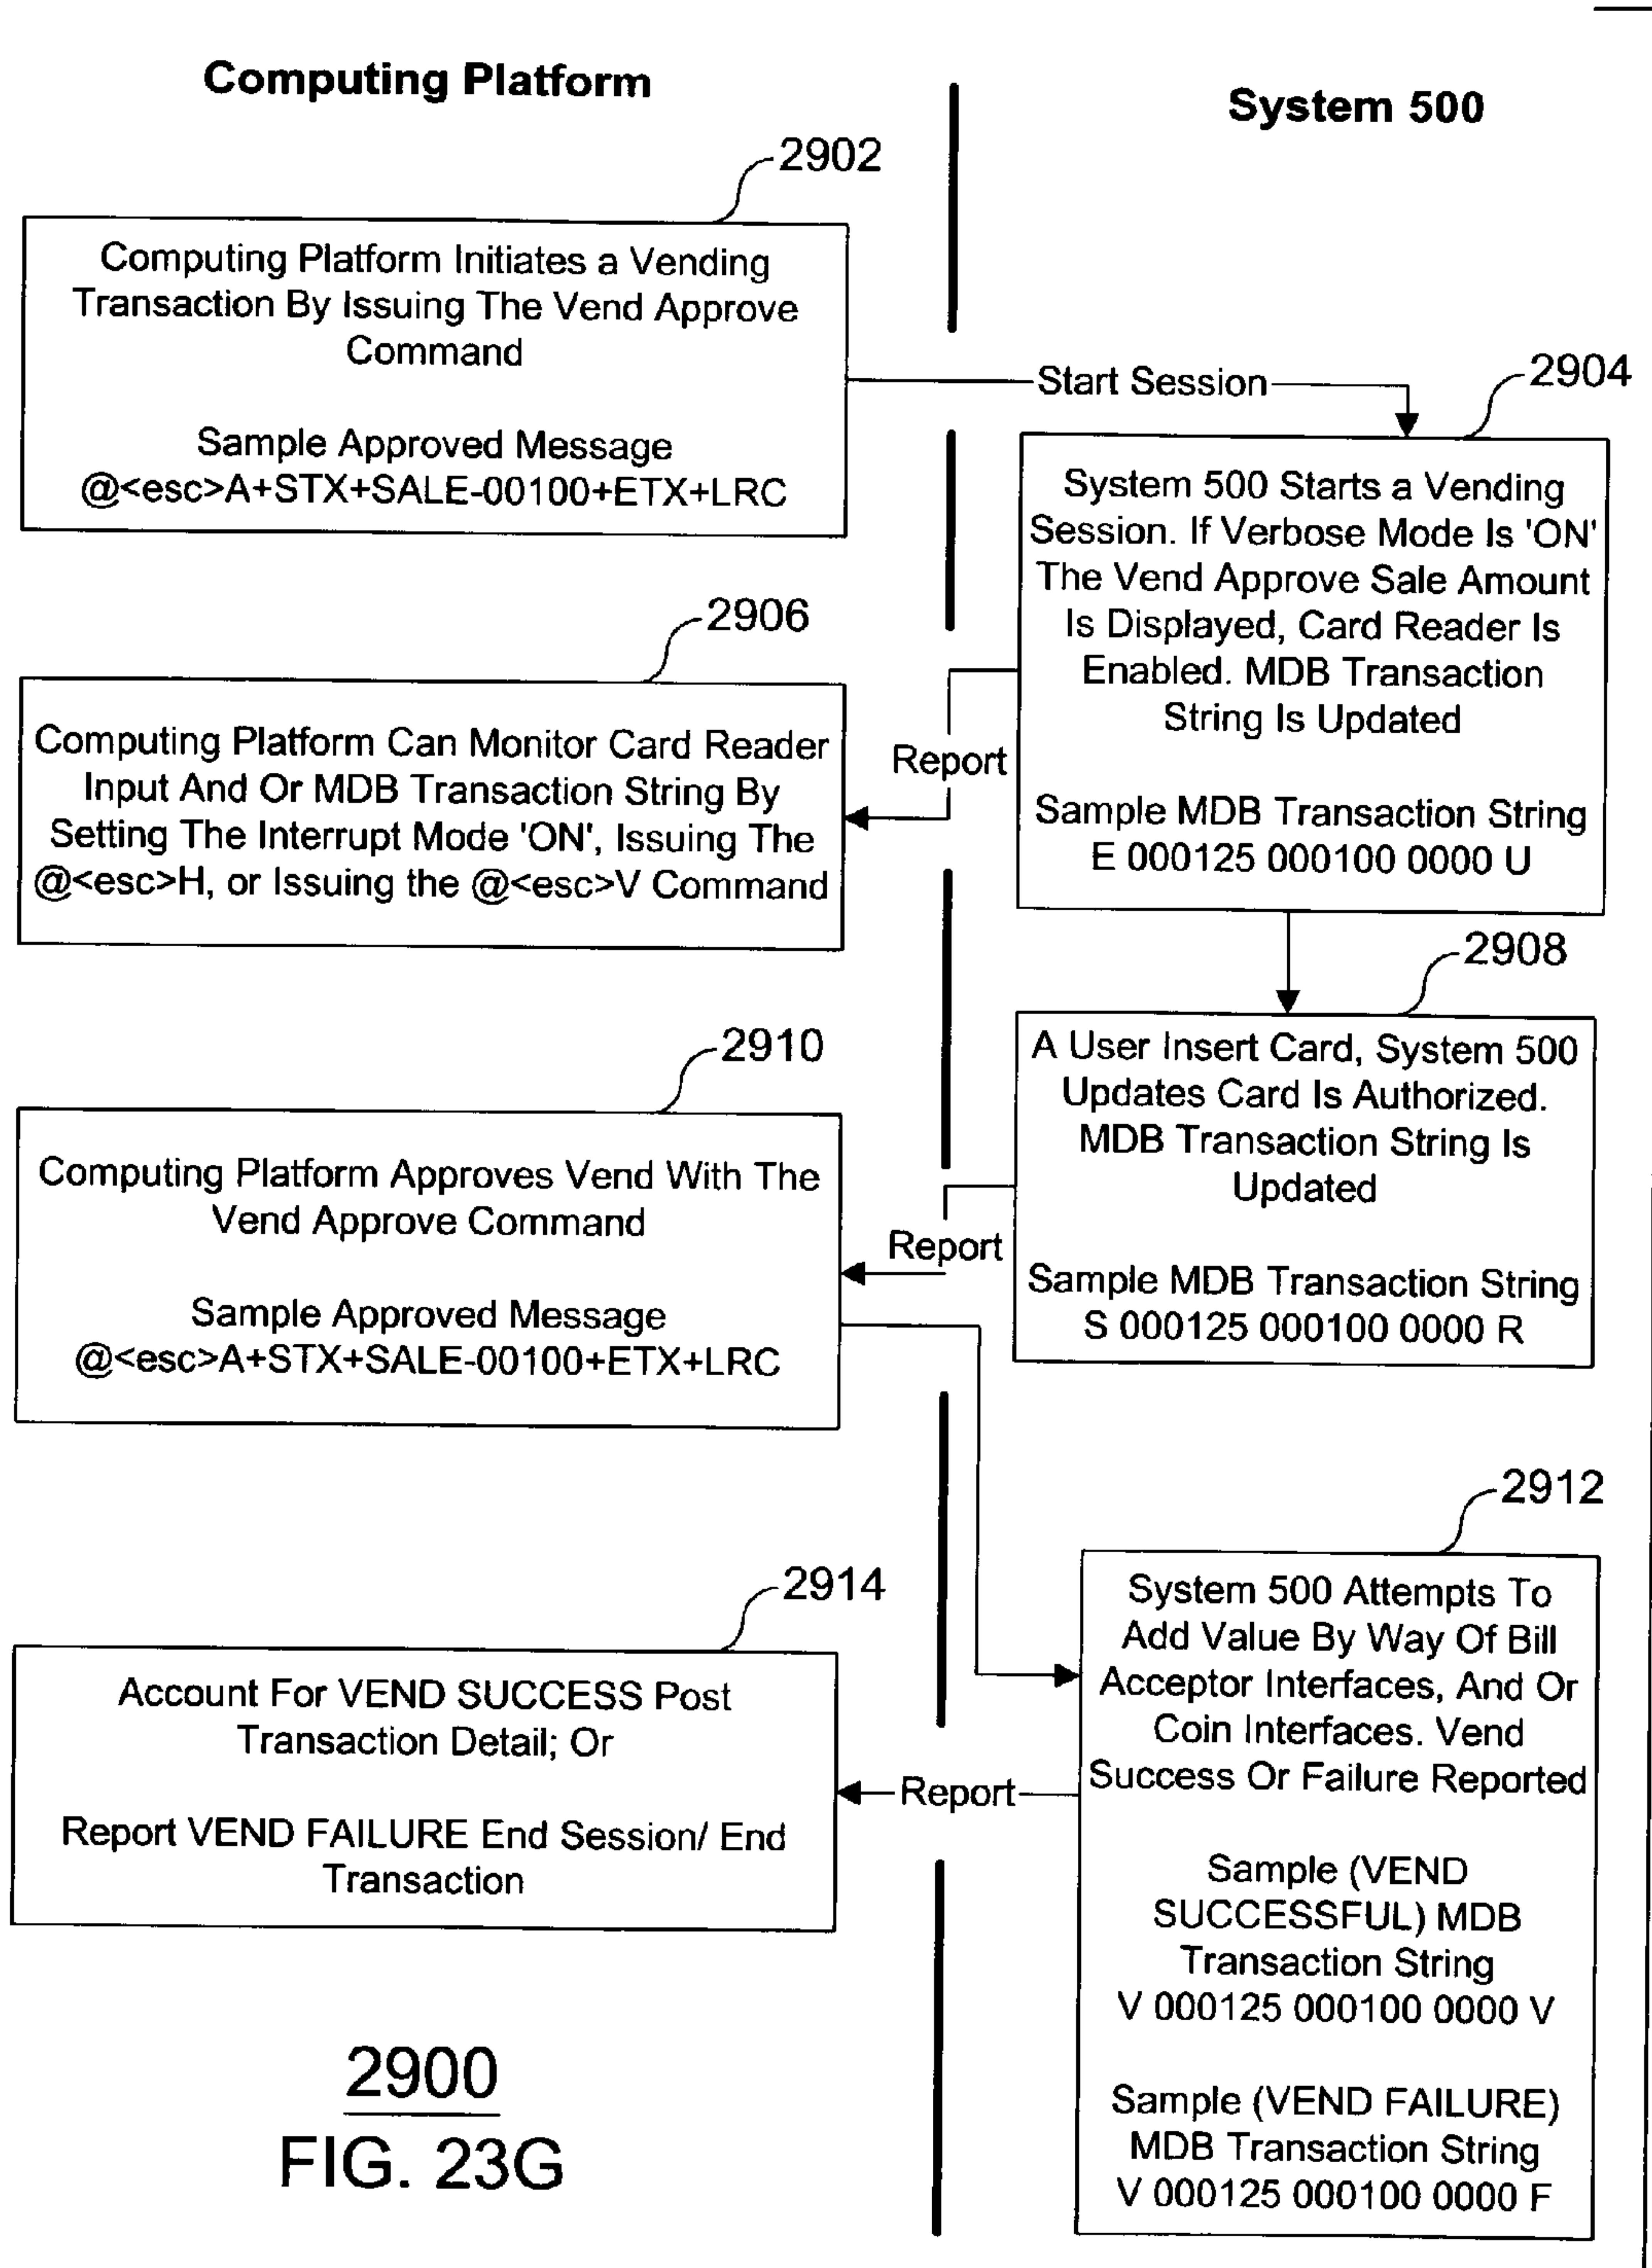 Computing Platform
System 500
2902
Computing Platform Initiates a Vending
Transaction By Issuing The Vend Approve
Command
Sample Approved Message
@<esc>A+STX+SALE-00100+ETX+LRC
Start Session
2904
System 500 Starts a Vending
Session. If Verbose Mode Is 'ON'
The Vend Approve Sale Amount
Is Displayed, Card Reader Is
Enabled. MDB Transaction
String Is Updated
Sample MDB Transaction String
E 000125 000100 0000 U
Report
2906
Computing Platform Can Monitor Card Reader
Input And Or MDB Transaction String By
Setting The Interrupt Mode 'ON', Issuing The
@<esc>H, or Issuing the @<esc>V Command
2908
A User Insert Card, System 500
Updates Card Is Authorized.
MDB Transaction String Is
Updated
Sample MDB Transaction String
S 000125 000100 0000 R
Report
2910
Computing Platform Approves Vend With The
Vend Approve Command
Sample Approved Message
@<esc>A+STX+SALE-00100+ETX+LRC
2912
System 500 Attempts To
Add Value By Way Of Bill
Acceptor Interfaces, And Or
Coin Interfaces. Vend
Success Or Failure Reported
Sample (VEND
SUCCESSFUL) MDB
Transaction String
V 000125 000100 0000 V
Sample (VEND FAILURE)
MDB Transaction String
V 000125 000100 0000 F
Report
2914
Account For VEND SUCCESS Post
Transaction Detail; Or
Report VEND FAILURE End Session/ End
Transaction
2900
FIG. 23G